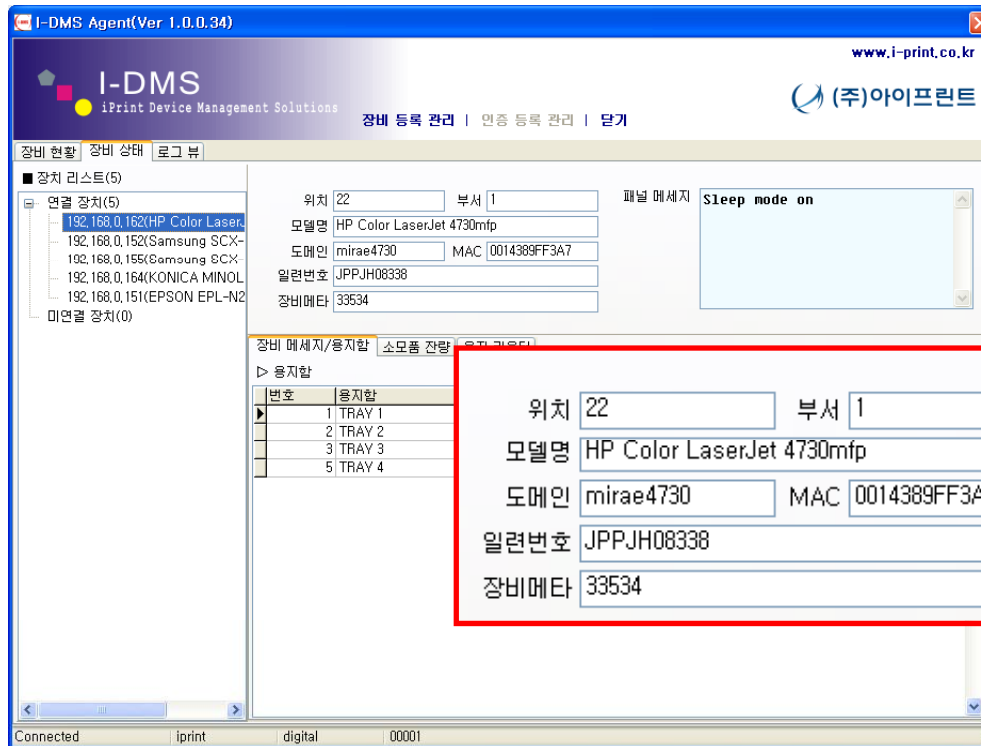 I-DMS Agent(Ver 1.0.0.34)
www.i-print.co.kr
I-DMS
iPrint Device Management Solutions
(주)아이프린트
장비 등록 관리 | 인증 등록 관리 | 닫기
장비 현황 장비 상태 로그 뷰
■ 장치 리스트(5)
연결 장치(5)
192,168,0,162(HP Color LaserJ
192,168,0,152(Samsung SCX-
192,168,0,155(Samsung SCX-
192,168,0,164(KONICA MINOL
192,168,0,151(EPSON EPL-N2
미연결 장치(0)
위치 22 부서 1
모델명 HP Color LaserJet 4730mfp
도메인 mirae4730 MAC 0014389FF3A7
일련번호 JPPJH08338
장비메타 33534
패널 메세지 Sleep mode on
장비 메세지/용지함 소모품 잔량
▷ 용지함
번호 용지함
1 TRAY 1
2 TRAY 2
3 TRAY 3
5 TRAY 4
위치 22 부서 1
모델명 HP Color LaserJet 4730mfp
도메인 mirae4730 MAC 0014389FF3A
일련번호 JPPJH08338
장비메타 33534
Connected iprint digital 00001